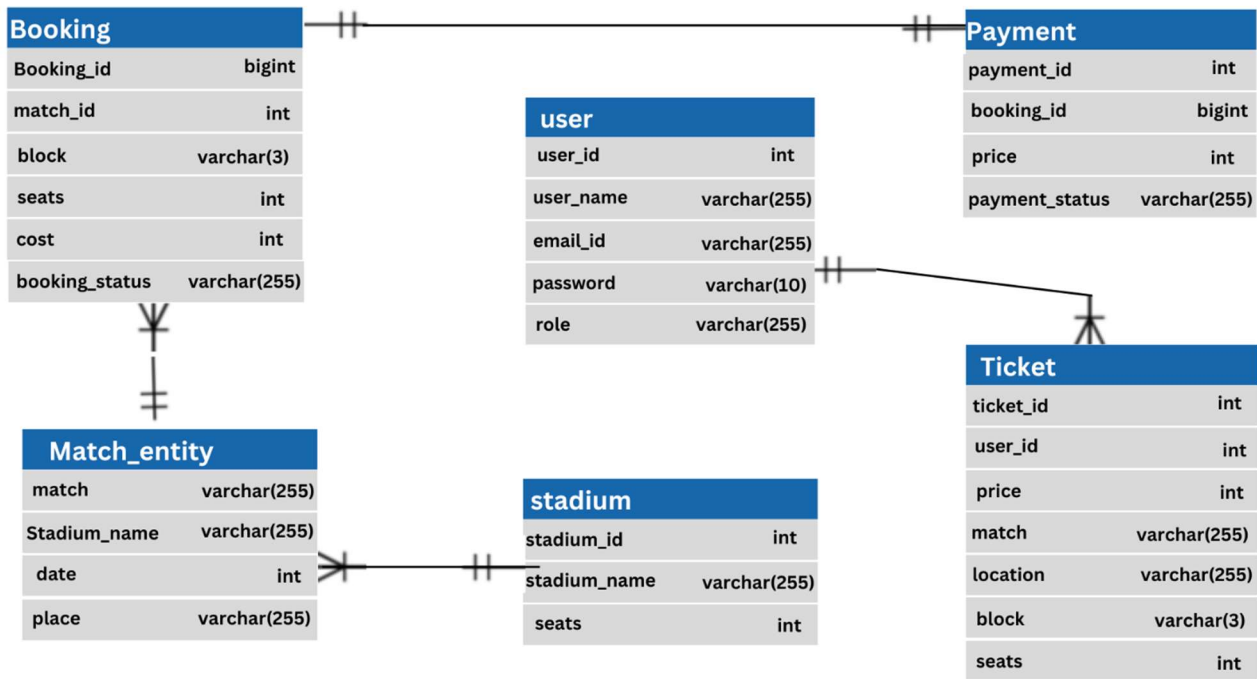 Booking
Booking_id bigint
match_id int
block varchar(3)
seats int
cost int
booking_status varchar(255)
Payment
payment_id int
booking_id bigint
price int
payment_status varchar(255)
user
user_id int
user_name varchar(255)
email_id varchar(255)
password varchar(10)
role varchar(255)
Match_entity
match varchar(255)
Stadium_name varchar(255)
date int
place varchar(255)
stadium
stadium_id int
stadium_name varchar(255)
seats int
Ticket
ticket_id int
user_id int
price int
match varchar(255)
location varchar(255)
block varchar(3)
seats int